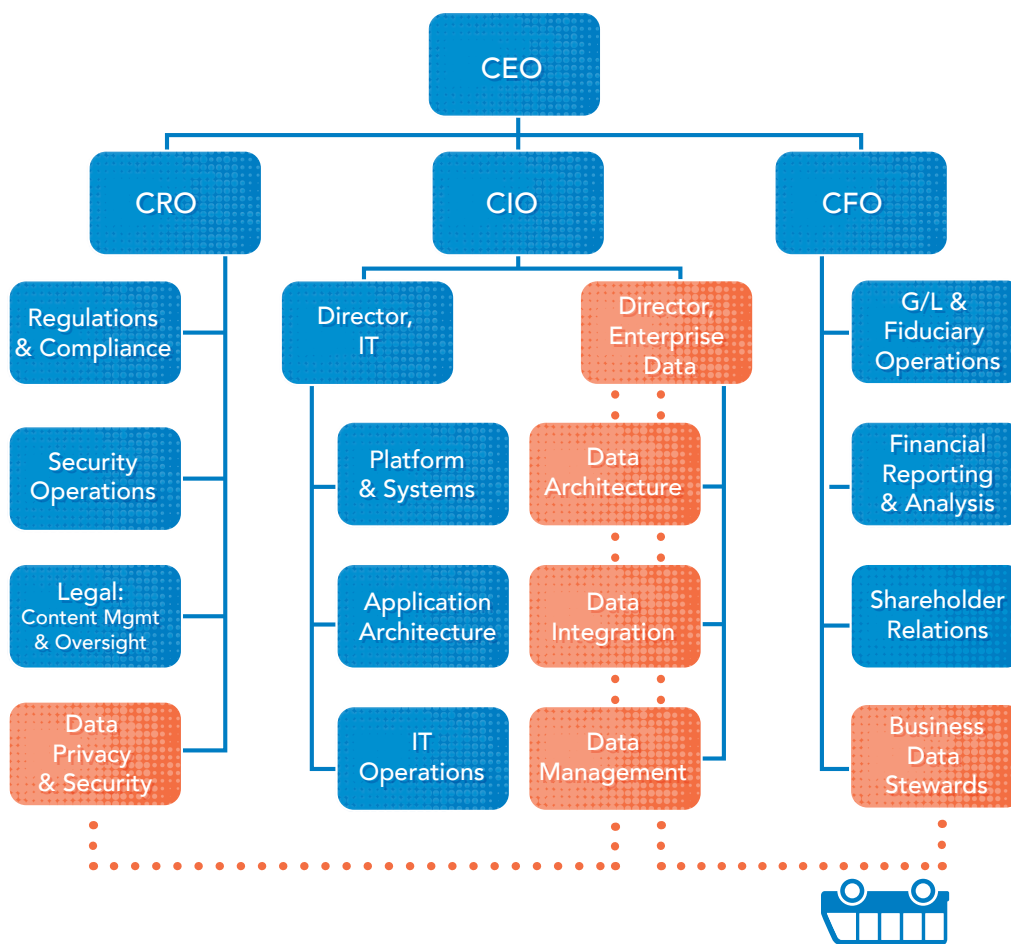 CEO
CRO
CIO
CFO
Regulations
& Compliance
Director,
IT
Director,
Enterprise
Data
G/L &
Fiduciary
Operations
Security
Operations
Platform
& Systems
Data
Architecture
Financial
Reporting
& Analysis
Legal:
Content Mgmt
& Oversight
Application
Architecture
Data
Integration
Shareholder
Relations
Data
Privacy
& Security
IT
Operations
Data
Management
Business
Data
Stewards